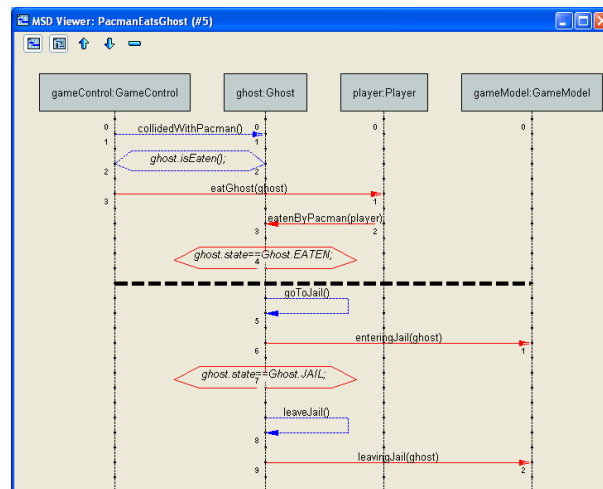 MSD Viewer: PacmanEatsGhost (#5)
gameControl:GameControl ghost:Ghost player:Player gameModel:GameModel
0 0 0 0
collidedWithPacman()
1 1
ghost.isEaten();
2 2
eatGhost(ghost)
3 1
eatenByPacman(player)
3 2
ghost.state==Ghost.EATEN;
4
goToJail()
5
enteringJail(ghost)
6 1
ghost.state==Ghost.JAIL;
7
leaveJail()
8
leavingJail(ghost)
9 2